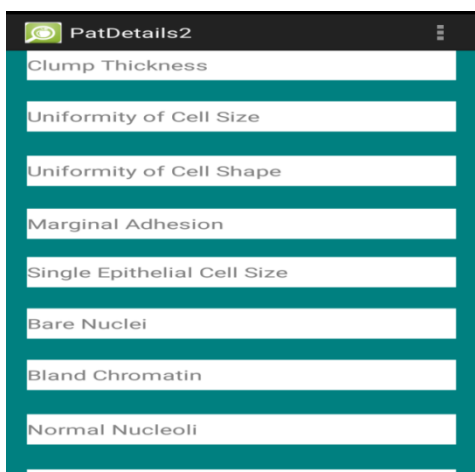 PatDetails2
Clump Thickness
Uniformity of Cell Size
Uniformity of Cell Shape
Marginal Adhesion
Single Epithelial Cell Size
Bare Nuclei
Bland Chromatin
Normal Nucleoli